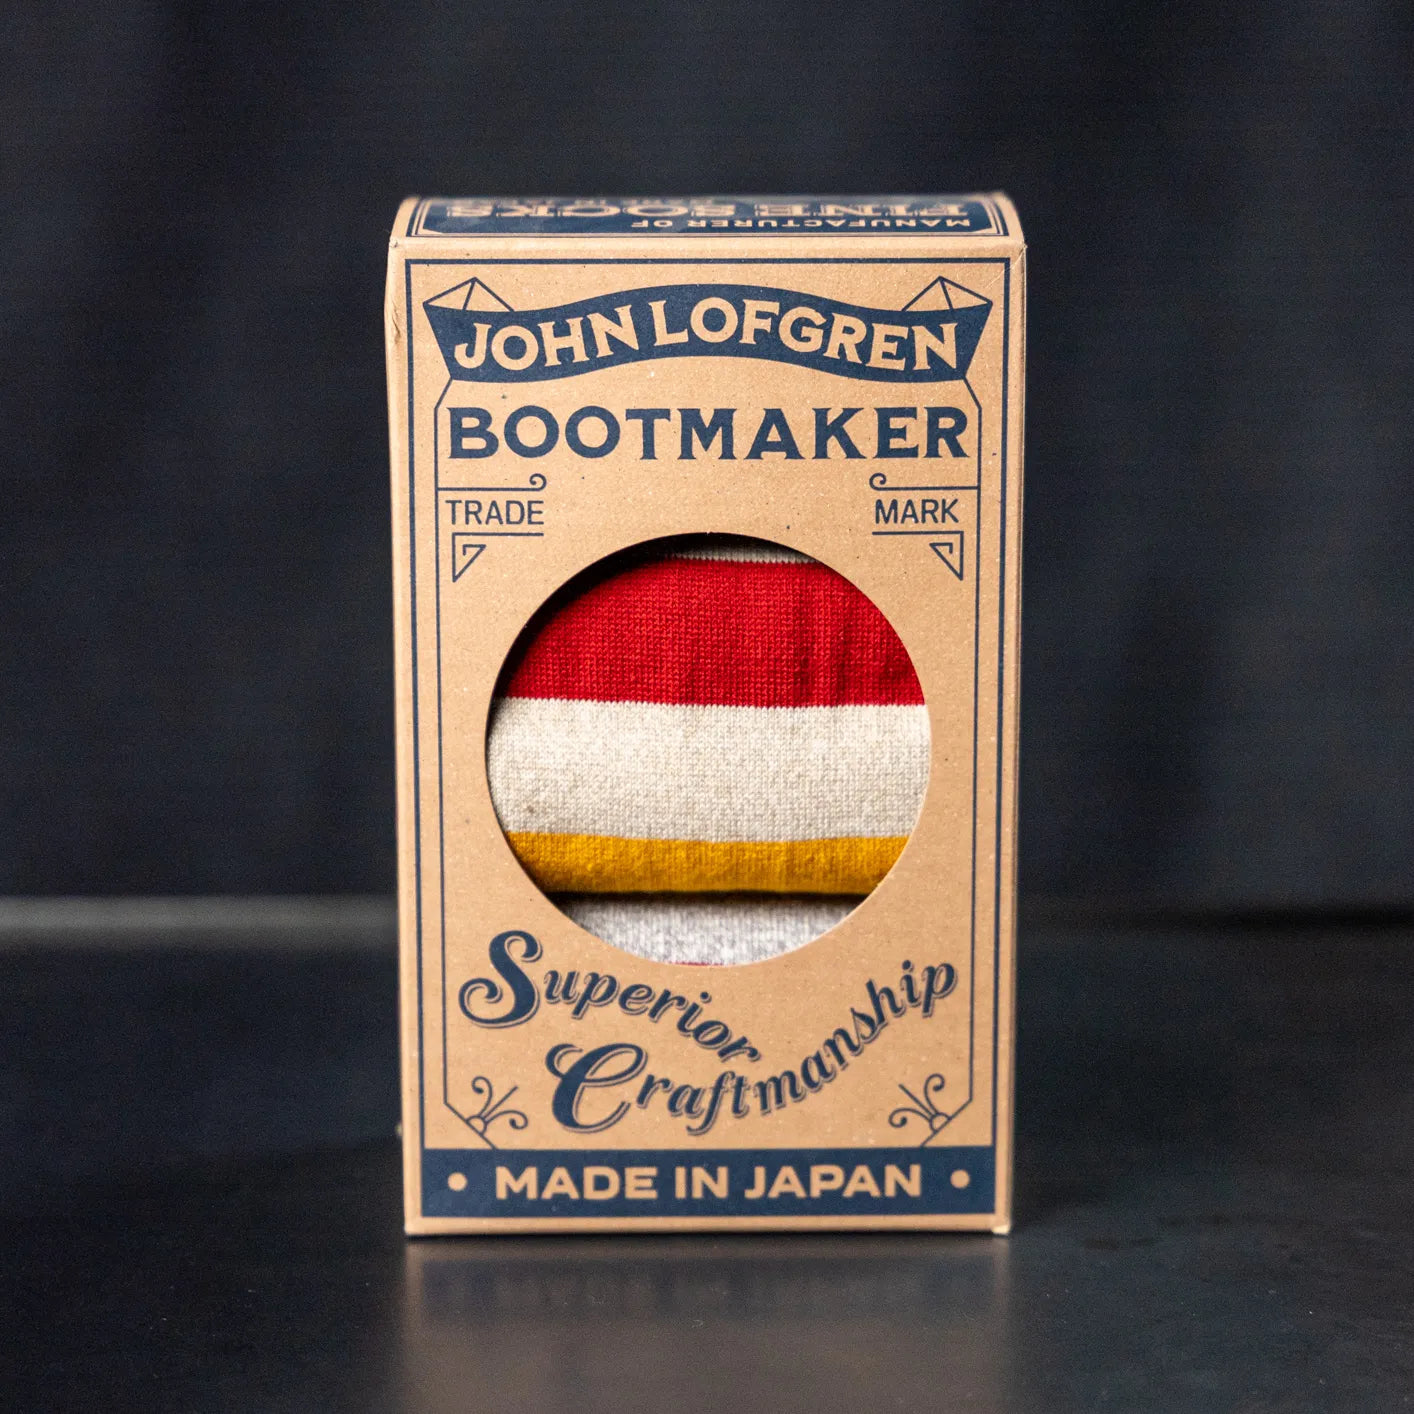 MANUFACTURER OF
FINE SOCKS
JOHN LOFGREN
BOOTMAKER
TRADE MARK
Superior
Craftmanship
• MADE IN JAPAN •